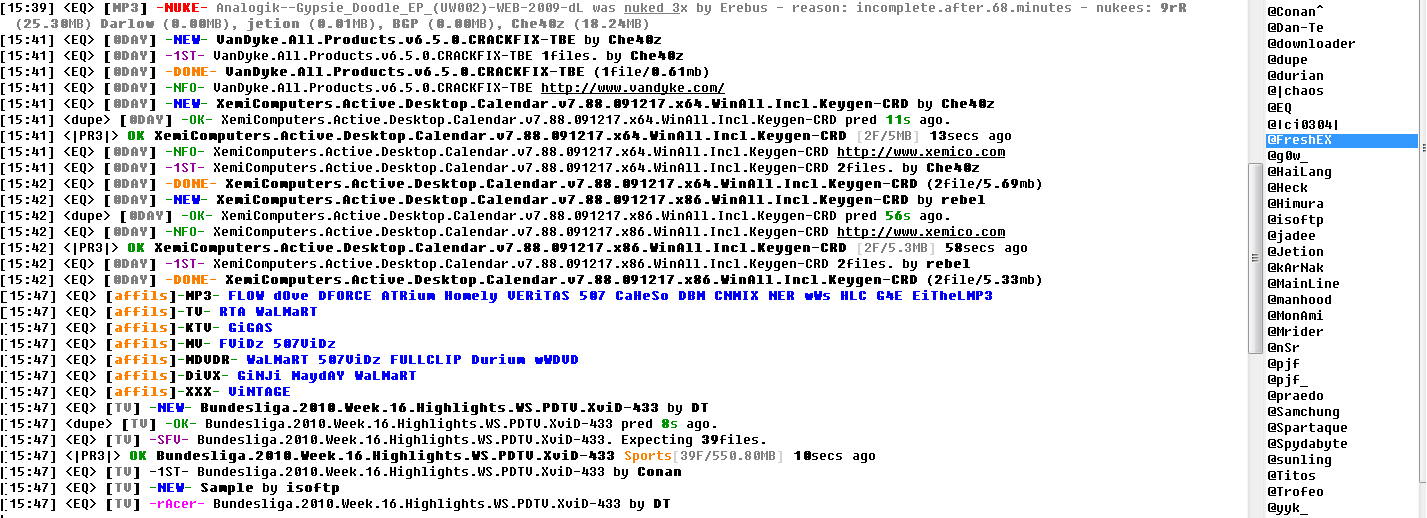 [15:39] <EQ> [MP3] -NUKE- Analogik--Gypsie_Doodle_EP_(UW002)-WEB-2009-dL was nuked 3x by Erebus - reason: incomplete.after.68.minutes - nukees: 9rR
(25.30MB) Darlow (0.00MB), jetion (0.01MB), BGP (0.00MB), Che40z (18.24MB)
[15:41] <EQ> [0DAY] -NEW- VanDyke.All.Products.v6.5.0.CRACKFIX-TBE by Che40z
[15:41] <EQ> [0DAY] -1ST- VanDyke.All.Products.v6.5.0.CRACKFIX-TBE 1files. by Che40z
[15:41] <EQ> [0DAY] -DONE- VanDyke.All.Products.v6.5.0.CRACKFIX-TBE (1file/0.61mb)
[15:41] <EQ> [0DAY] -NFO- VanDyke.All.Products.v6.5.0.CRACKFIX-TBE http://www.vandyke.com/
[15:41] <EQ> [0DAY] -NEW- XemiComputers.Active.Desktop.Calendar.v7.88.091217.x64.WinAll.Incl.Keygen-CRD by Che40z
[15:41] <dupe> [0DAY] -OK- XemiComputers.Active.Desktop.Calendar.v7.88.091217.x64.WinAll.Incl.Keygen-CRD pred 11s ago.
[15:41] <|PR3|> OK XemiComputers.Active.Desktop.Calendar.v7.88.091217.x64.WinAll.Incl.Keygen-CRD [2F/5MB] 13secs ago
[15:41] <EQ> [0DAY] -NFO- XemiComputers.Active.Desktop.Calendar.v7.88.091217.x64.WinAll.Incl.Keygen-CRD http://www.xemico.com
[15:41] <EQ> [0DAY] -1ST- XemiComputers.Active.Desktop.Calendar.v7.88.091217.x64.WinAll.Incl.Keygen-CRD 2files. by Che40z
[15:42] <EQ> [0DAY] -DONE- XemiComputers.Active.Desktop.Calendar.v7.88.091217.x64.WinAll.Incl.Keygen-CRD (2file/5.69mb)
[15:42] <EQ> [0DAY] -NEW- XemiComputers.Active.Desktop.Calendar.v7.88.091217.x86.WinAll.Incl.Keygen-CRD by rebel
[15:42] <dupe> [0DAY] -OK- XemiComputers.Active.Desktop.Calendar.v7.88.091217.x86.WinAll.Incl.Keygen-CRD pred 56s ago.
[15:42] <EQ> [0DAY] -NFO- XemiComputers.Active.Desktop.Calendar.v7.88.091217.x86.WinAll.Incl.Keygen-CRD http://www.xemico.com
[15:42] <|PR3|> OK XemiComputers.Active.Desktop.Calendar.v7.88.091217.x86.WinAll.Incl.Keygen-CRD [2F/5.3MB] 58secs ago
[15:42] <EQ> [0DAY] -1ST- XemiComputers.Active.Desktop.Calendar.v7.88.091217.x86.WinAll.Incl.Keygen-CRD 2files. by rebel
[15:42] <EQ> [0DAY] -DONE- XemiComputers.Active.Desktop.Calendar.v7.88.091217.x86.WinAll.Incl.Keygen-CRD (2file/5.33mb)
[15:47] <EQ> [affils]-MP3- FLOW dOve DFORCE ATRium Homely VERiTAS 507 CaHeSo DBM CNMIX NER wWs HLC G4E EiTheLMP3
[15:47] <EQ> [affils]-TV- RTA WaLMaRT
[15:47] <EQ> [affils]-KTV- GiGAS
[15:47] <EQ> [affils]-MV- FViDz 507ViDz
[15:47] <EQ> [affils]-MDVDR- WaLMaRT 507ViDz FULLCLIP Durium wWDVD
[15:47] <EQ> [affils]-DiVX- GiNJi MaydAY WaLMaRT
[15:47] <EQ> [affils]-XXX- ViNTAGE
[15:47] <EQ> [TV] -NEW- Bundesliga.2010.Week.16.Highlights.WS.PDTV.XviD-433 by DT
[15:47] <dupe> [TV] -OK- Bundesliga.2010.Week.16.Highlights.WS.PDTV.XviD-433 pred 8s ago.
[15:47] <EQ> [TV] -SFV- Bundesliga.2010.Week.16.Highlights.WS.PDTV.XviD-433. Expecting 39files.
[15:47] <|PR3|> OK Bundesliga.2010.Week.16.Highlights.WS.PDTV.XviD-433 Sports[39F/550.80MB] 10secs ago
[15:47] <EQ> [TV] -1ST- Bundesliga.2010.Week.16.Highlights.WS.PDTV.XviD-433 by Conan
[15:47] <EQ> [TV] -NEW- Sample by isoftp
[15:47] <EQ> [TV] -rAcer- Bundesliga.2010.Week.16.Highlights.WS.PDTV.XviD-433 by DT
@Conan^
@Dan-Te
@downloader
@dupe
@durian
@|chaos
@EQ
@|ci0304|
@FreshEX
@g0w_
@HaiLang
@Heck
@Himura
@isoftp
@jadee
@Jetion
@kArNak
@MainLine
@manhood
@MonAmi
@Mrider
@nSr
@pjf
@pjf_
@praedo
@Samchung
@Spartaque
@Spydabyte
@sunling
@Titos
@Trofeo
@yyk_